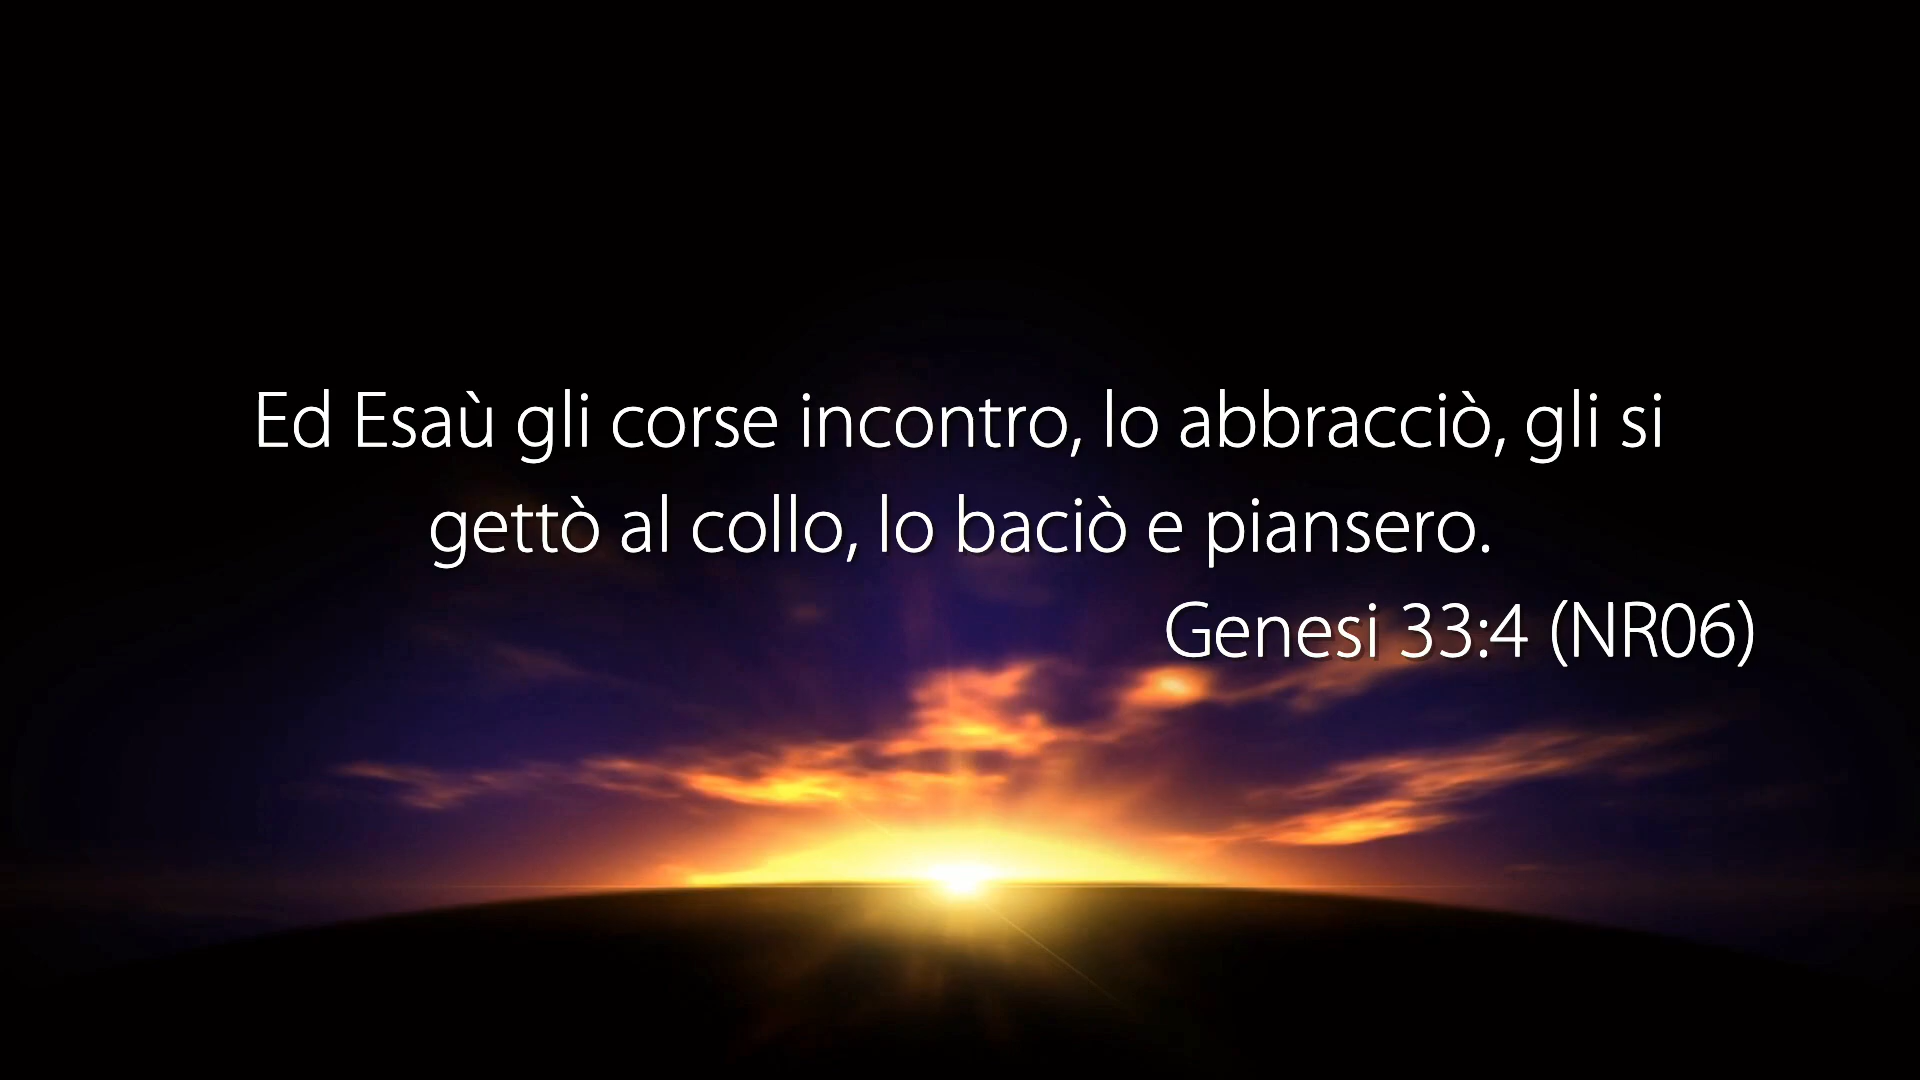 Ed Esaù gli corse incontro, lo abbracciò, gli si
gettò al collo, lo baciò e piansero.
Genesi 33:4 (NR06)